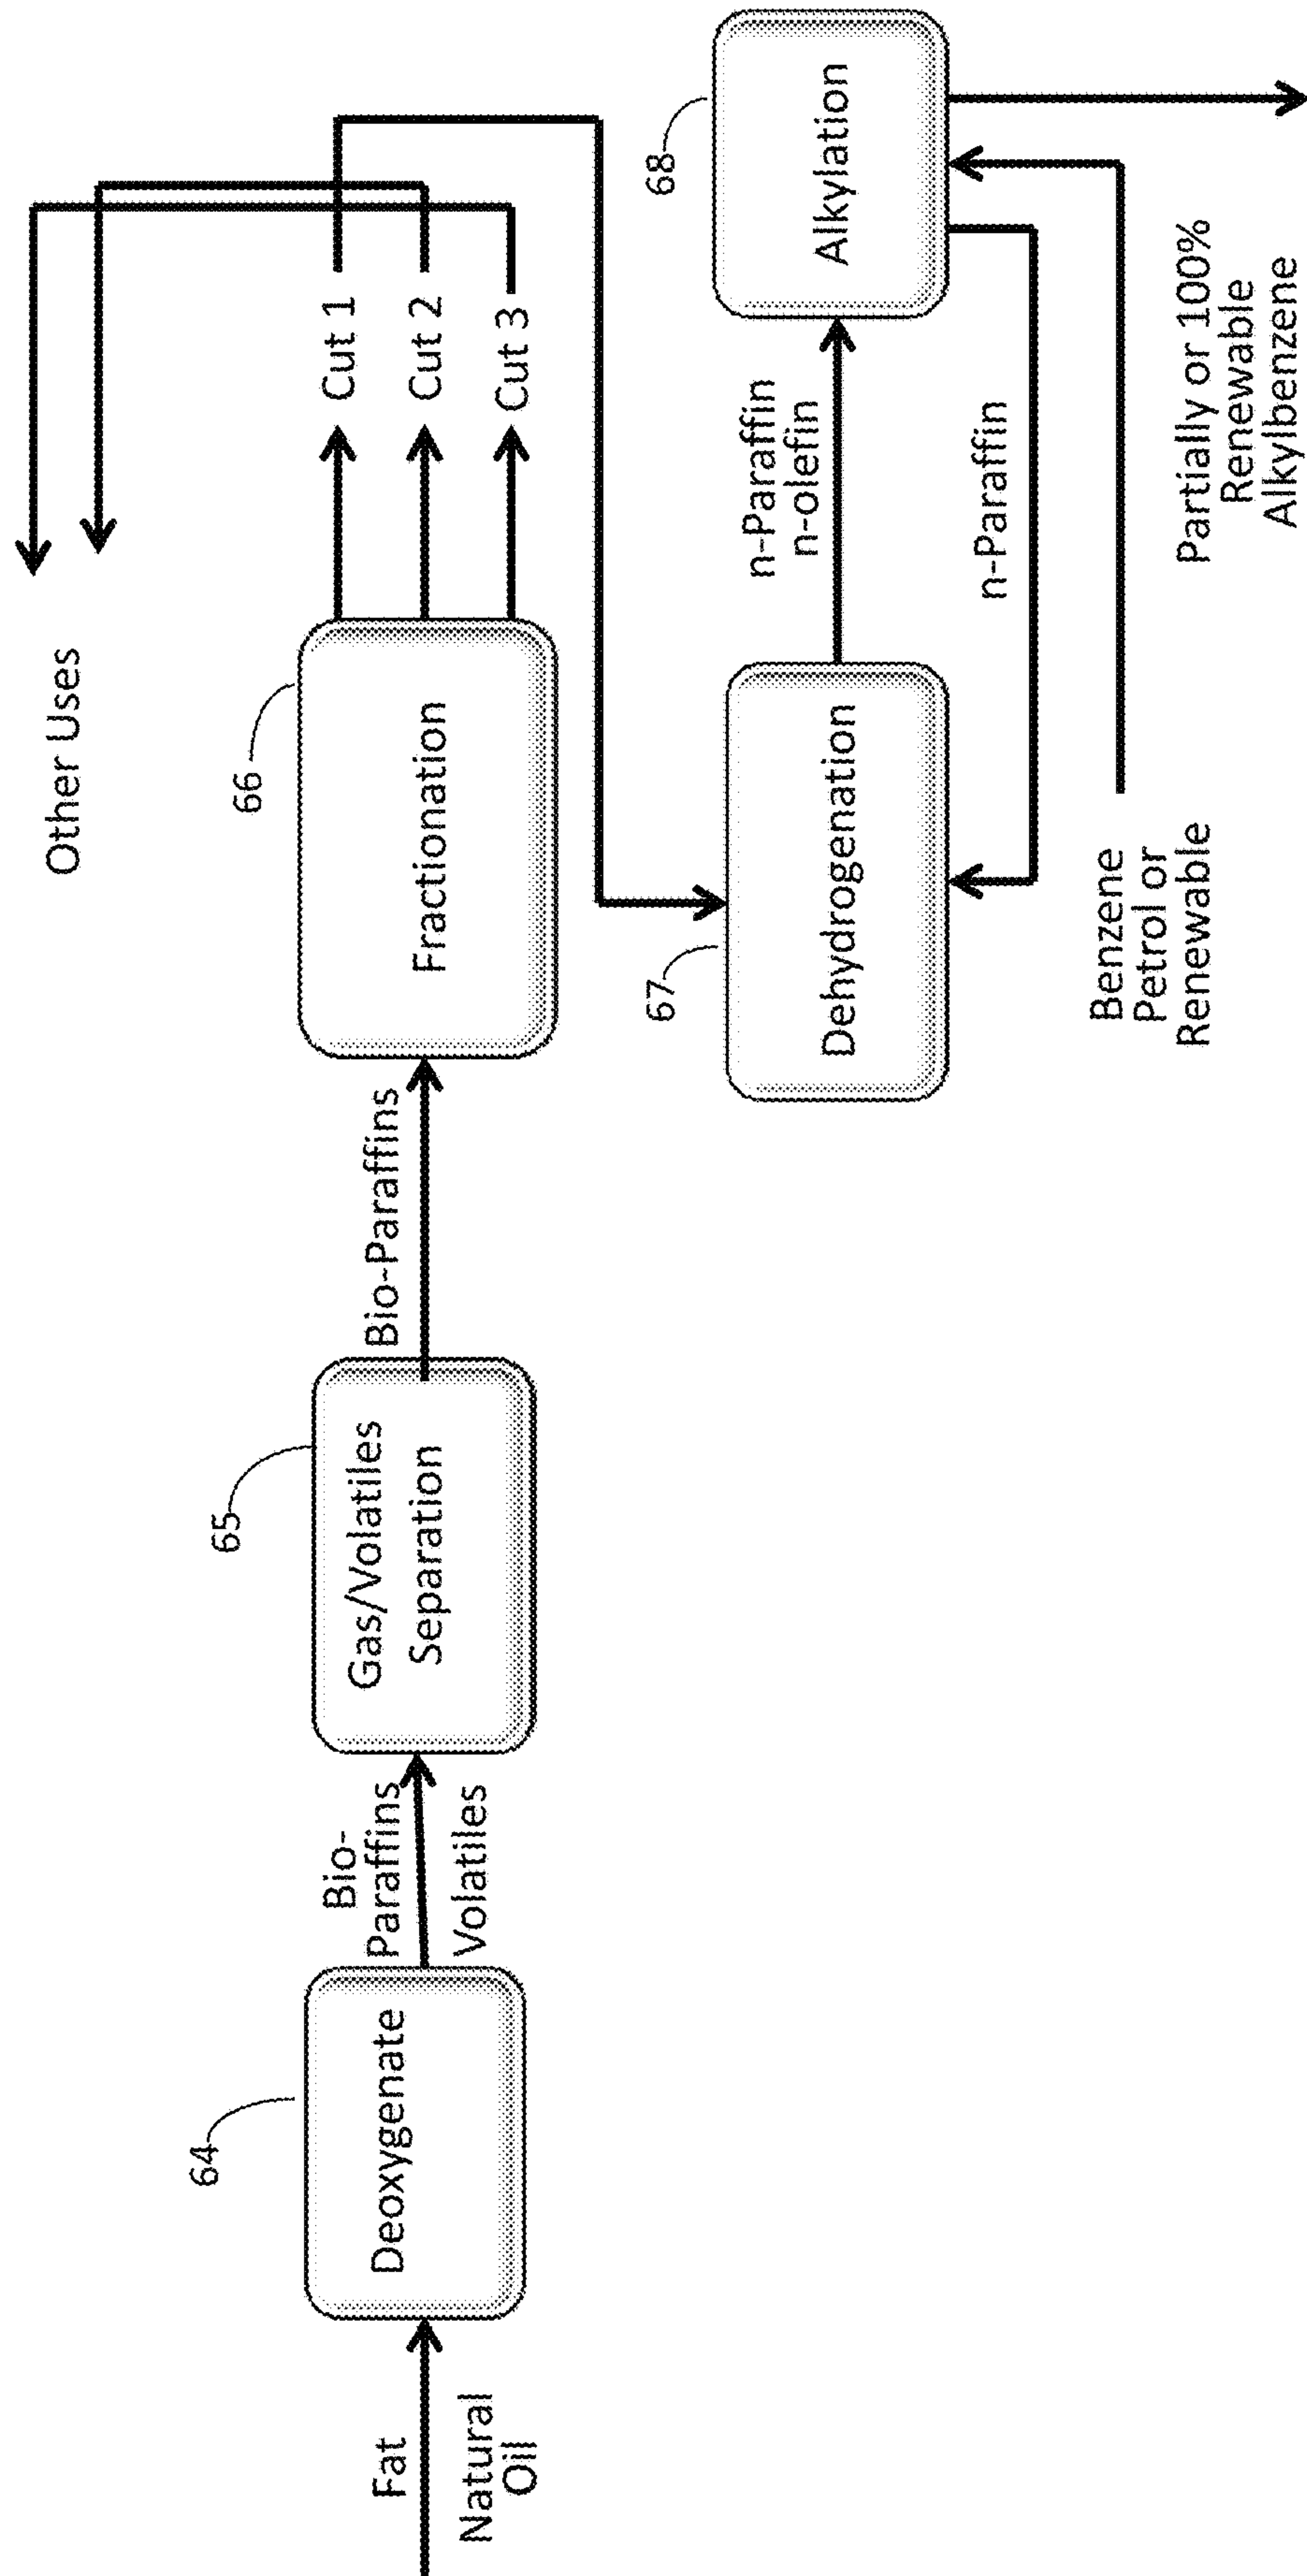 Fat
Natural
Oil
64
Deoxygenate
Bio-
Paraffins
Volatiles
65
Gas/Volatiles
Separation
Bio-Paraffins
66
Fractionation
Cut 1
Cut 2
Cut 3
Other Uses
67
Dehydrogenation
n-Paraffin
n-olefin
n-Paraffin
68
Alkylation
Benzene
Petrol or
Renewable
Partially or 100%
Renewable
Alkylbenzene